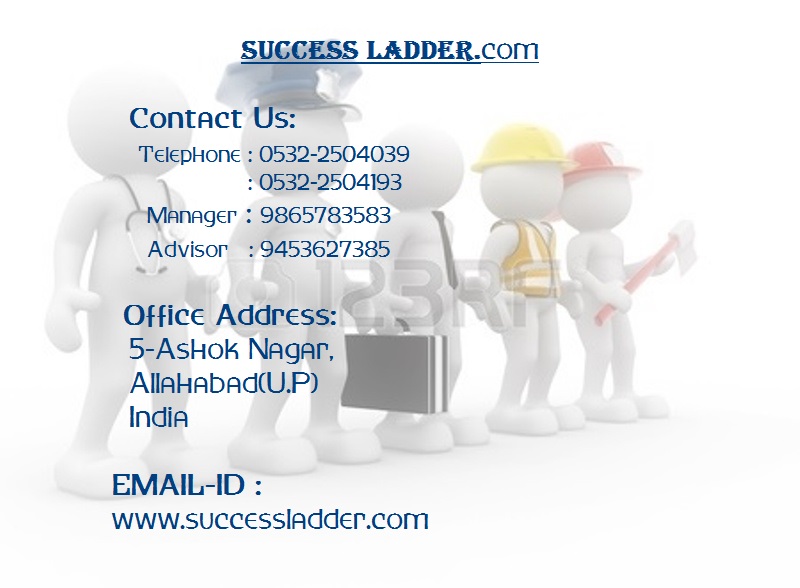 SUCCESS LADDER.com
Contact Us:
Telephone : 0532-2504039
: 0532-2504193
Manager : 9865783583
Advisor : 9453627385
123RF
Office Address:
5-Ashok Nagar,
Allahabad(U.P)
India
EMAIL-ID :
www.successladder.com